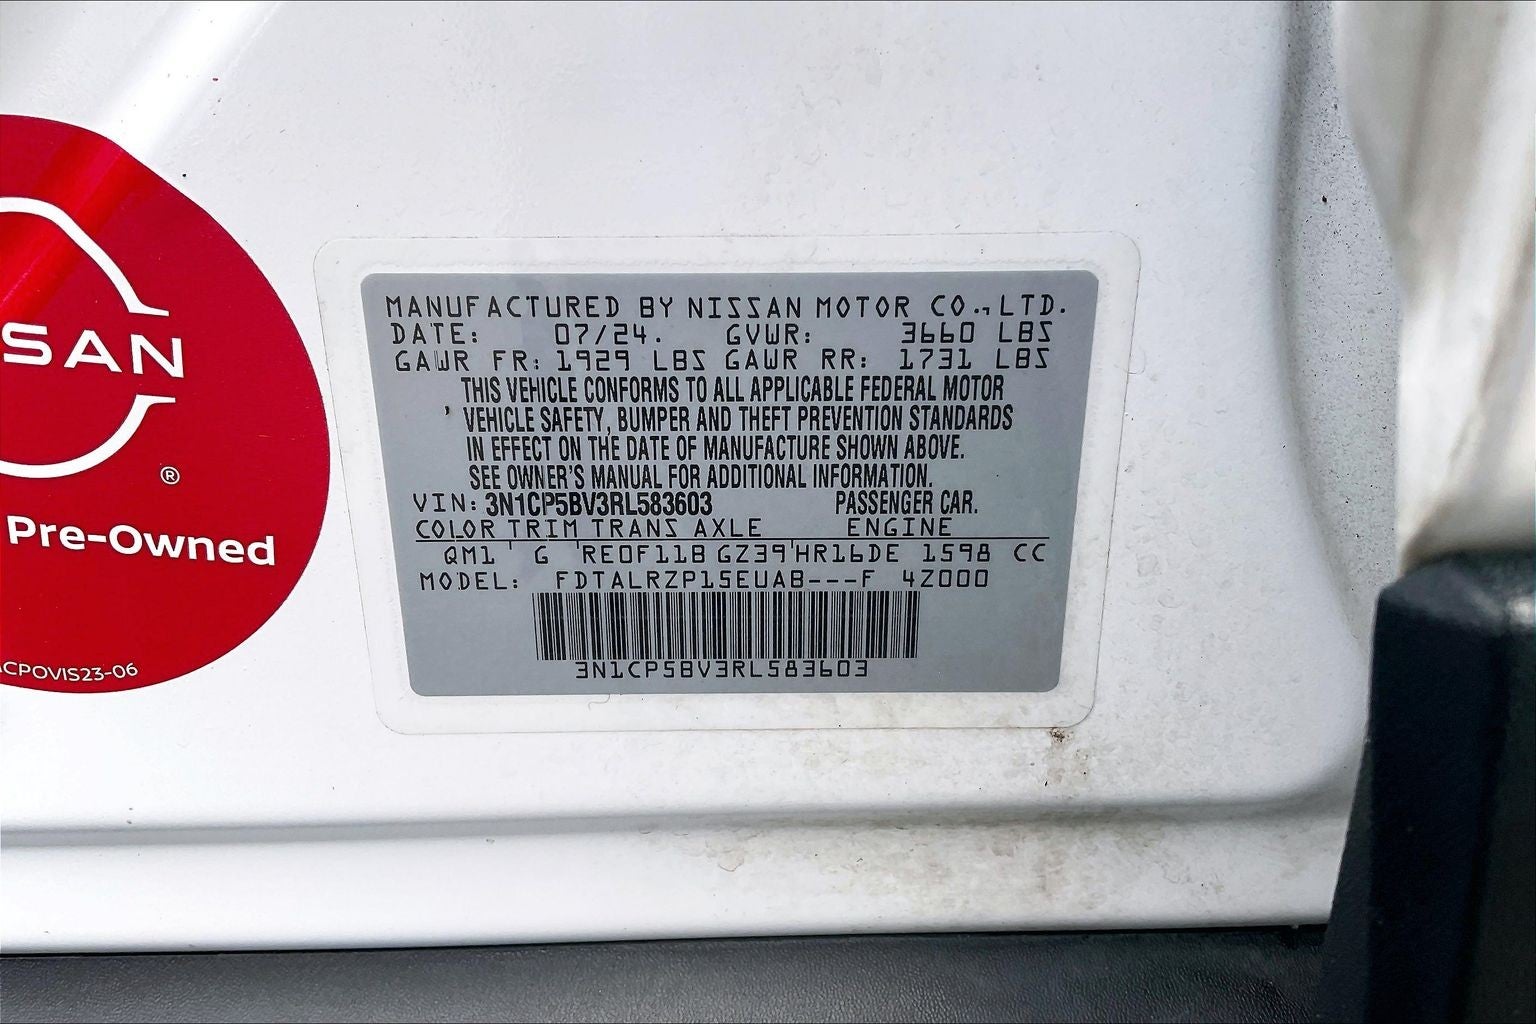 SSAN
®
Pre-Owned
CPOVIS23-06
MANUFACTURED BY NISSAN MOTOR CO., LTD.
DATE: 07/24. GVWR: 3660 LBS
GAWR FR: 1929 LBS GAWR RR: 1731 LBS
THIS VEHICLE CONFORMS TO ALL APPLICABLE FEDERAL MOTOR
VEHICLE SAFETY, BUMPER AND THEFT PREVENTION STANDARDS
IN EFFECT ON THE DATE OF MANUFACTURE SHOWN ABOVE.
SEE OWNER'S MANUAL FOR ADDITIONAL INFORMATION.
VIN: 3N1CP5BV3RL583603 PASSENGER CAR.
COLOR TRIM TRANS AXLE ENGINE
QM1 G RE0F11B GZ39 HR16DE 1598 CC
MODEL: FDTALRZP15EUAB---F 4Z000
3N1CP5BV3RL583603